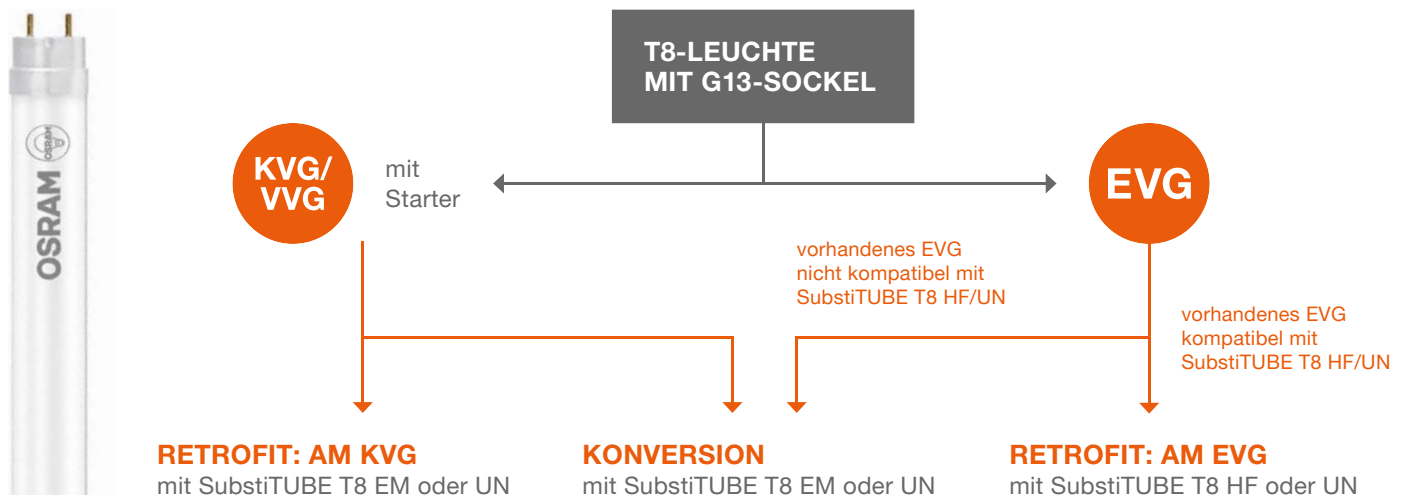 OSRAM
OSRAM
T8-LEUCHTE
MIT G13-SOCKEL
KVG/
VVG
mit
Starter
EVG
vorhandenes EVG
nicht kompatibel mit
SubstiTUBE T8 HF/UN
vorhandenes EVG
kompatibel mit
SubstiTUBE T8 HF/UN
RETROFIT: AM KVG
mit SubstiTUBE T8 EM oder UN
KONVERSION
mit SubstiTUBE T8 EM oder UN
RETROFIT: AM EVG
mit SubstiTUBE T8 HF oder UN